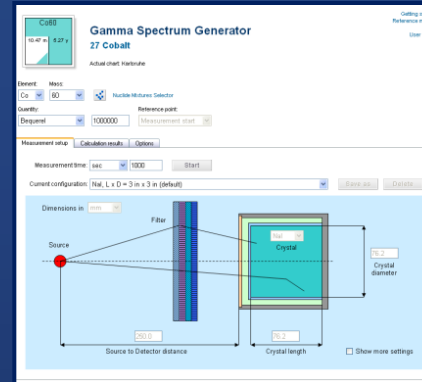 Co60
10.47 m 5.27 y
Gamma Spectrum Generator
27 Cobalt
Actual chart: Karlsruhe
Getting s
Reference m
User
Element: Mass:
Co 60 Nuclide Mixtures Selector
Quantity: Reference point:
Bequerel 1000000 Measurement start
Measurement setup Calculation results Options
Measurement time: sec 1000 Start
Current configuration: NaI, L x D = 3 in x 3 in (default) Save as Delete
Dimensions in mm
Filter
Source
NaI
Crystal
76.2
Crystal
diameter
250.0 76.2
Source to Detector distance Crystal length Show more settings